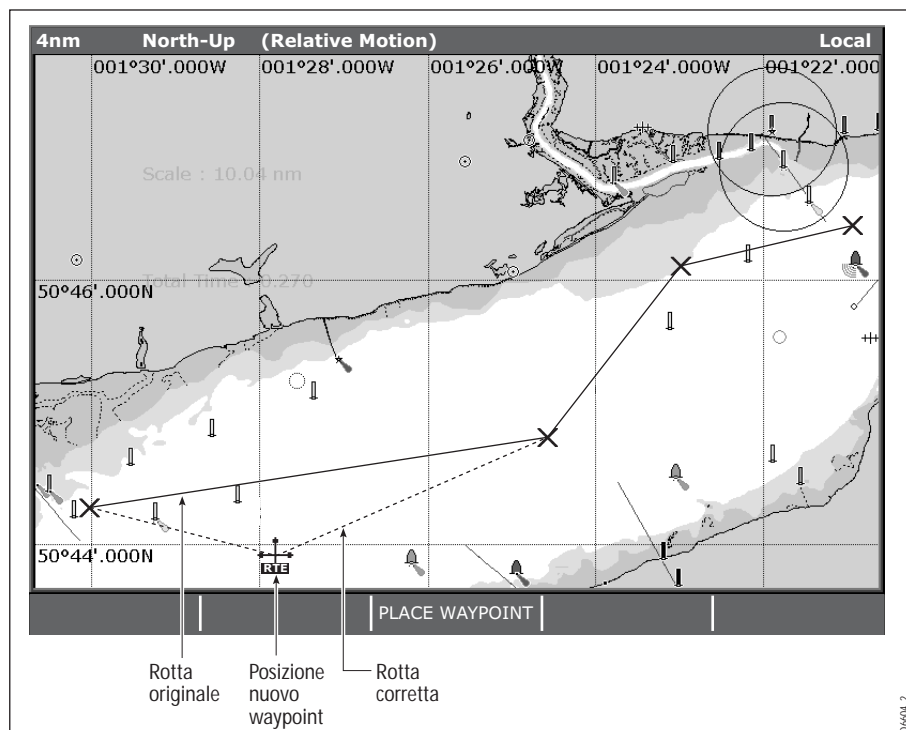 4nm North-Up (Relative Motion) Local
001°30'.000W 001°28'.000W 001°26'.000W 001°24'.000W 001°22'.000
Scale : 10.04 nm
Total Time 0.270
50°46'.000N
50°44'.000N
RTE
PLACE WAYPOINT
Rotta originale
Posizione nuovo waypoint
Rotta corretta